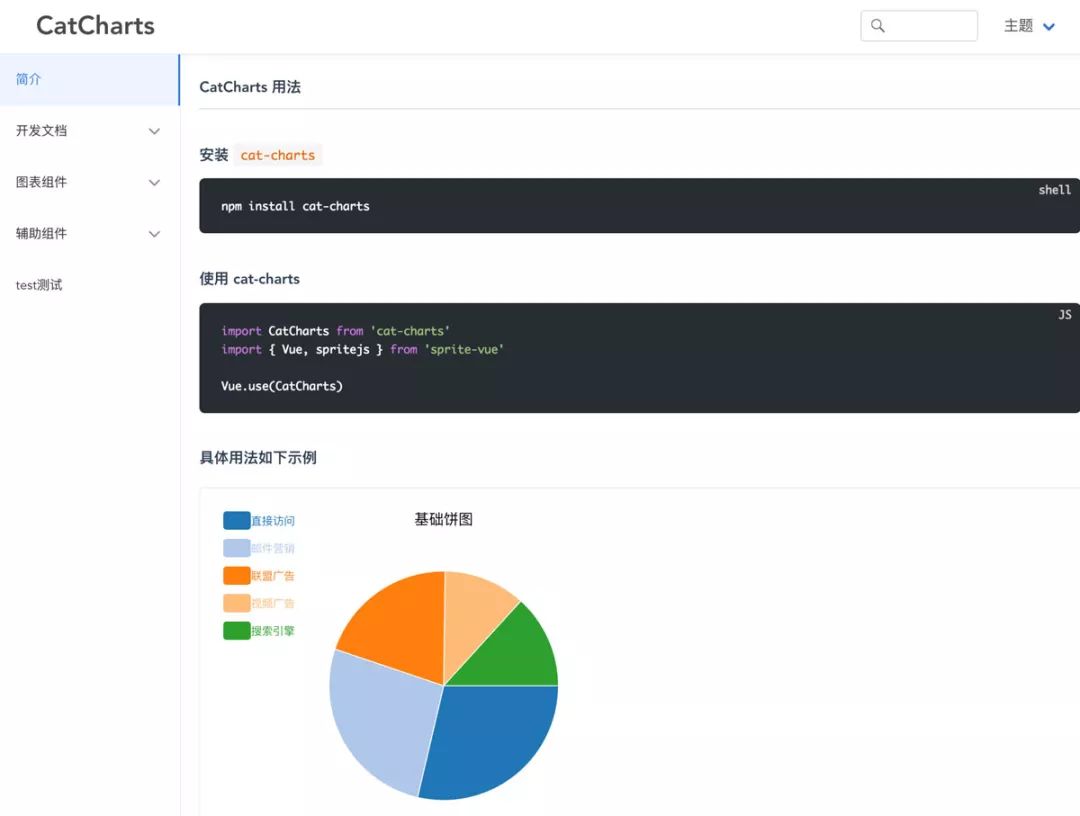 CatCharts
主题
简介
开发文档
图表组件
辅助组件
test测试
CatCharts 用法
安装 cat-charts
shell
npm install cat-charts
使用 cat-charts
JS
import CatCharts from 'cat-charts'
import { Vue, spritejs } from 'sprite-vue'
Vue.use(CatCharts)
具体用法如下示例
基础饼图
直接访问
邮件营销
联盟广告
视频广告
搜索引擎